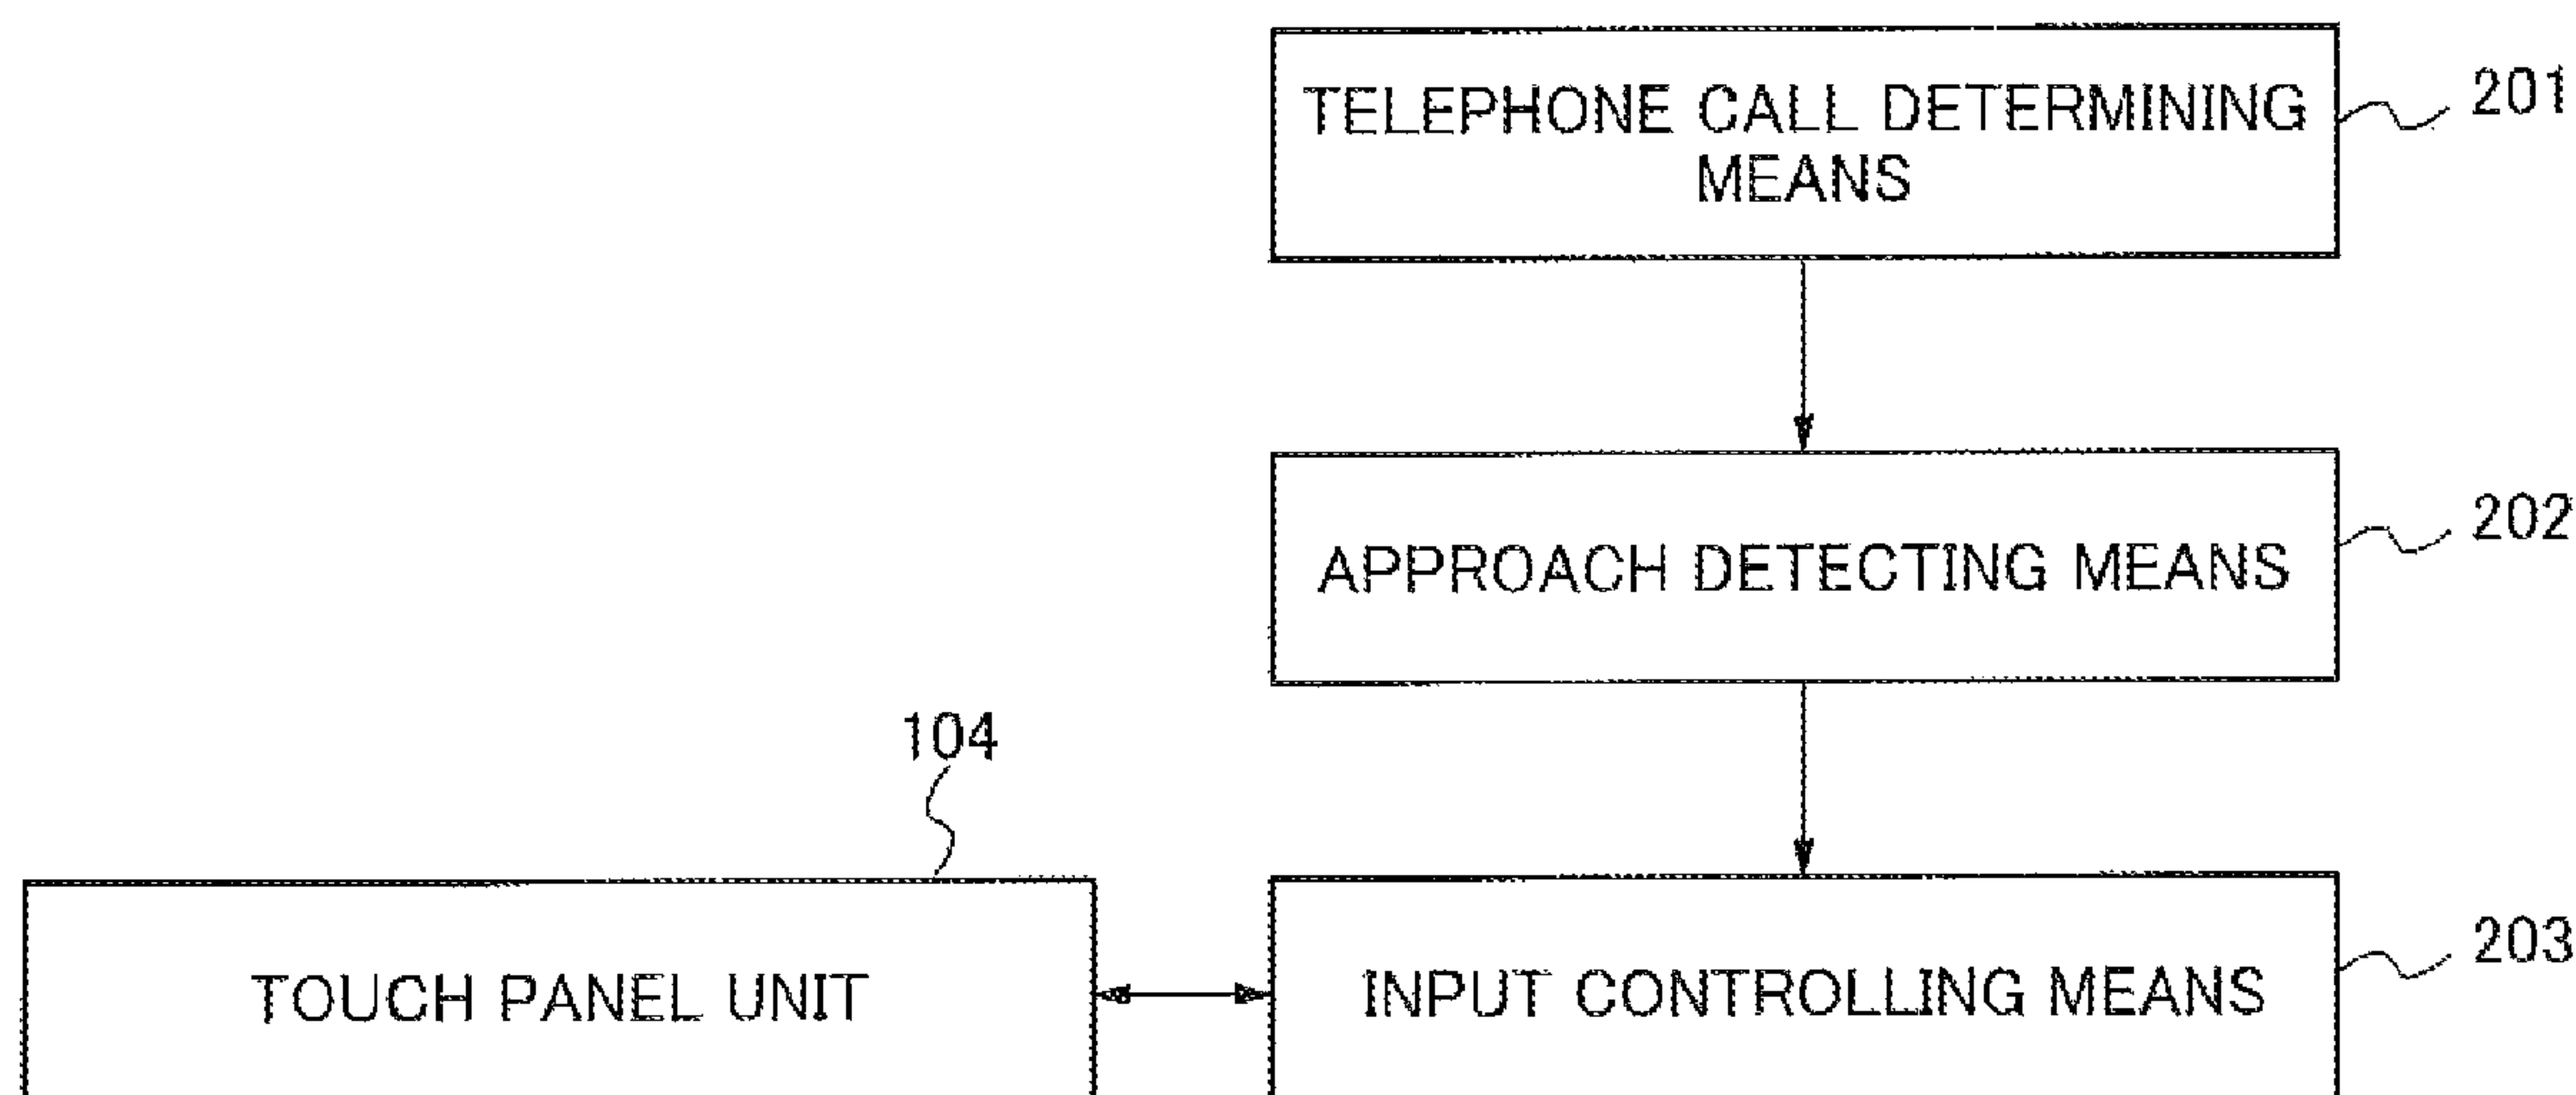 TELEPHONE CALL DETERMINING
MEANS
201
APPROACH DETECTING MEANS
202
104
TOUCH PANEL UNIT
INPUT CONTROLLING MEANS
203